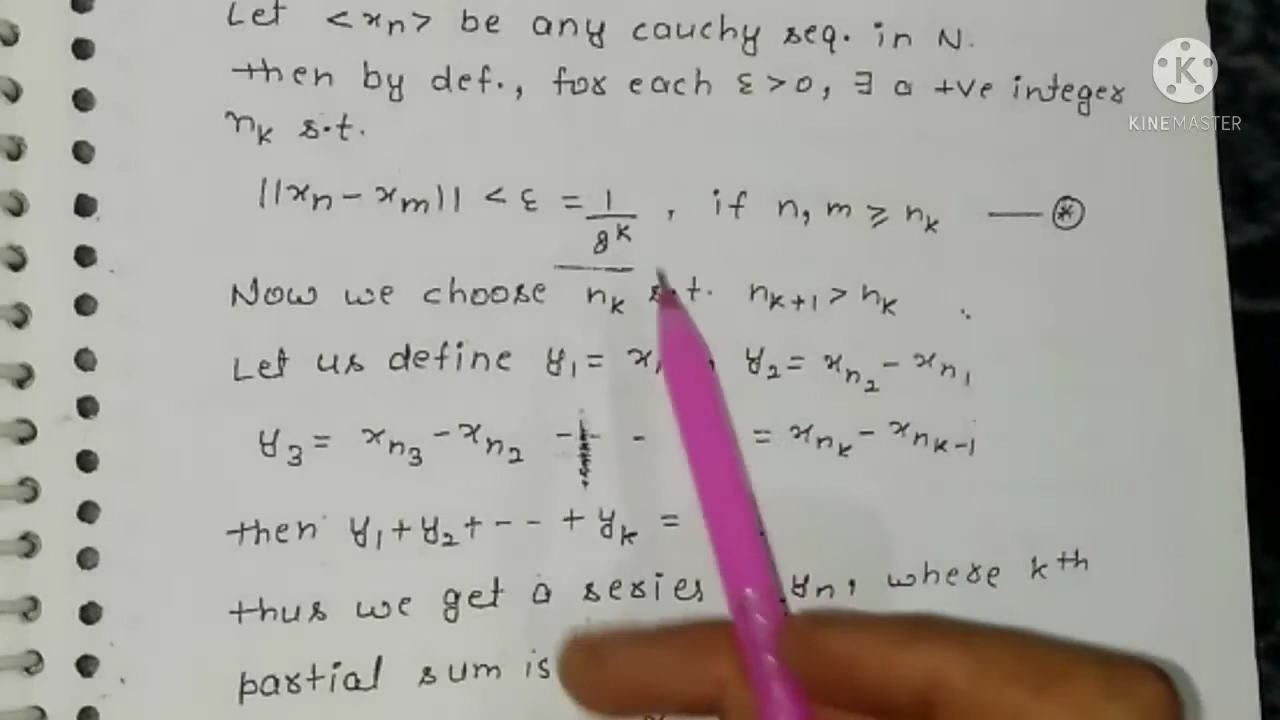 Let <xn> be any cauchy seq. in N.
then by def., for each ε > 0, ∃ a +ve integer
nk s.t.
||xn - xm|| < ε = 1/8^k , if n, m ≥ nk —— ⊛
Now we choose nk s.t. nk+1 > nk .
Let us define y1 = y2 = xn2 - xn1
y3 = xn3 - xn2 - - = xnk - xnk-1
then y1 + y2 + - - + yk =
thus we get a series yn, where kth
partial sum is
KINEMASTER